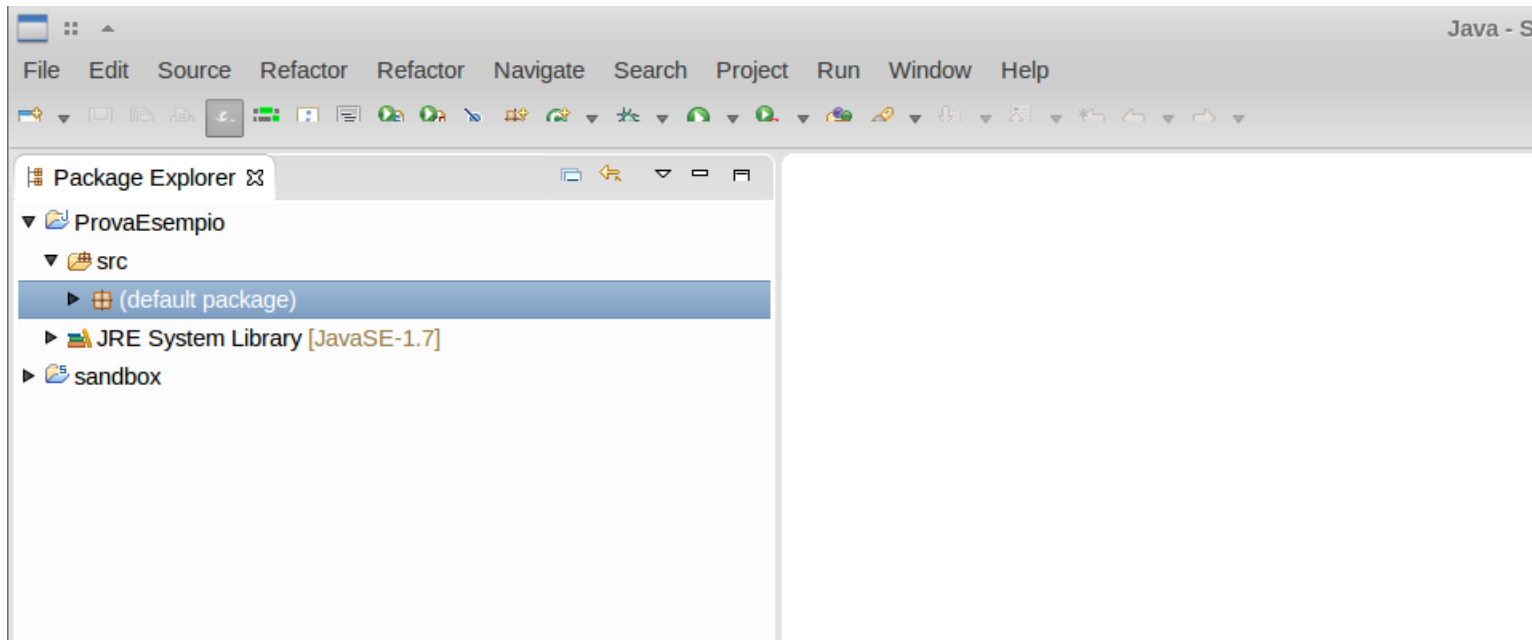 Java - S
File Edit Source Refactor Refactor Navigate Search Project Run Window Help
Package Explorer
ProvaEsempio
src
(default package)
JRE System Library [JavaSE-1.7]
sandbox